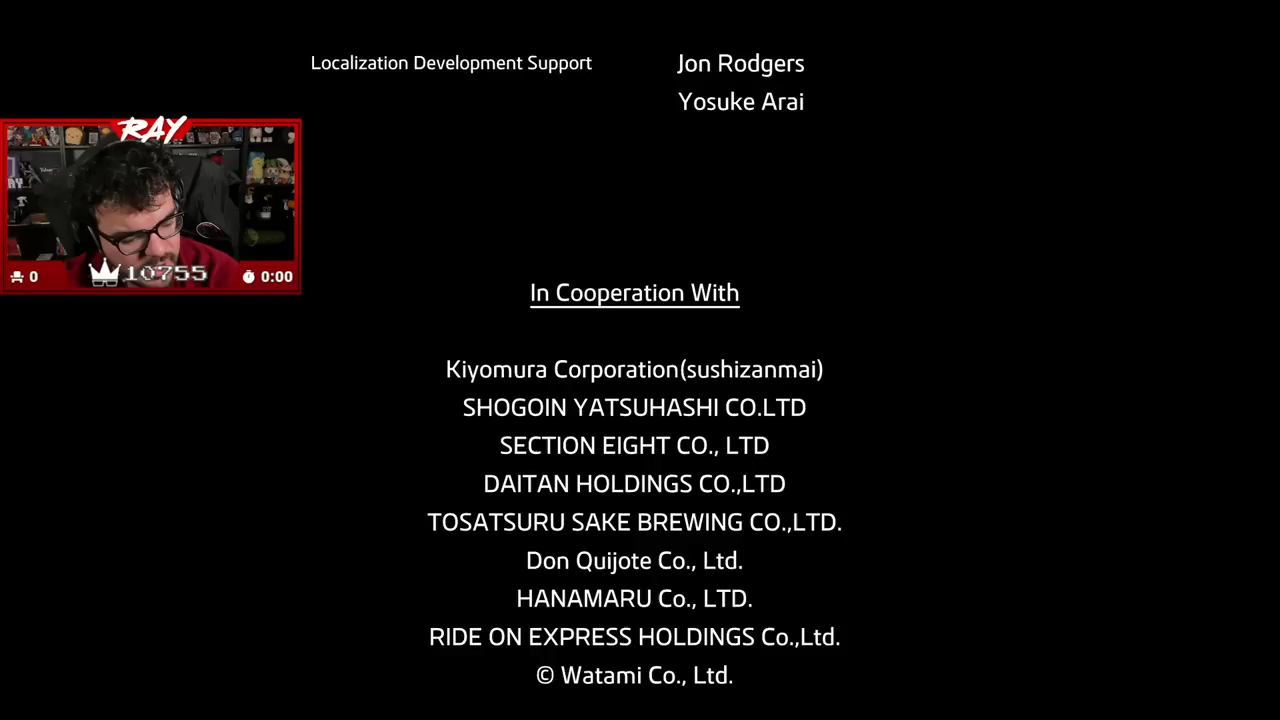 Localization Development Support
Jon Rodgers
Yosuke Arai
RAY
0
10755
0:00
In Cooperation With
Kiyomura Corporation(sushizanmai)
SHOGOIN YATSUHASHI CO.LTD
SECTION EIGHT CO., LTD
DAITAN HOLDINGS CO.,LTD
TOSATSURU SAKE BREWING CO.,LTD.
Don Quijote Co., Ltd.
HANAMARU Co., LTD.
RIDE ON EXPRESS HOLDINGS Co.,Ltd.
© Watami Co., Ltd.